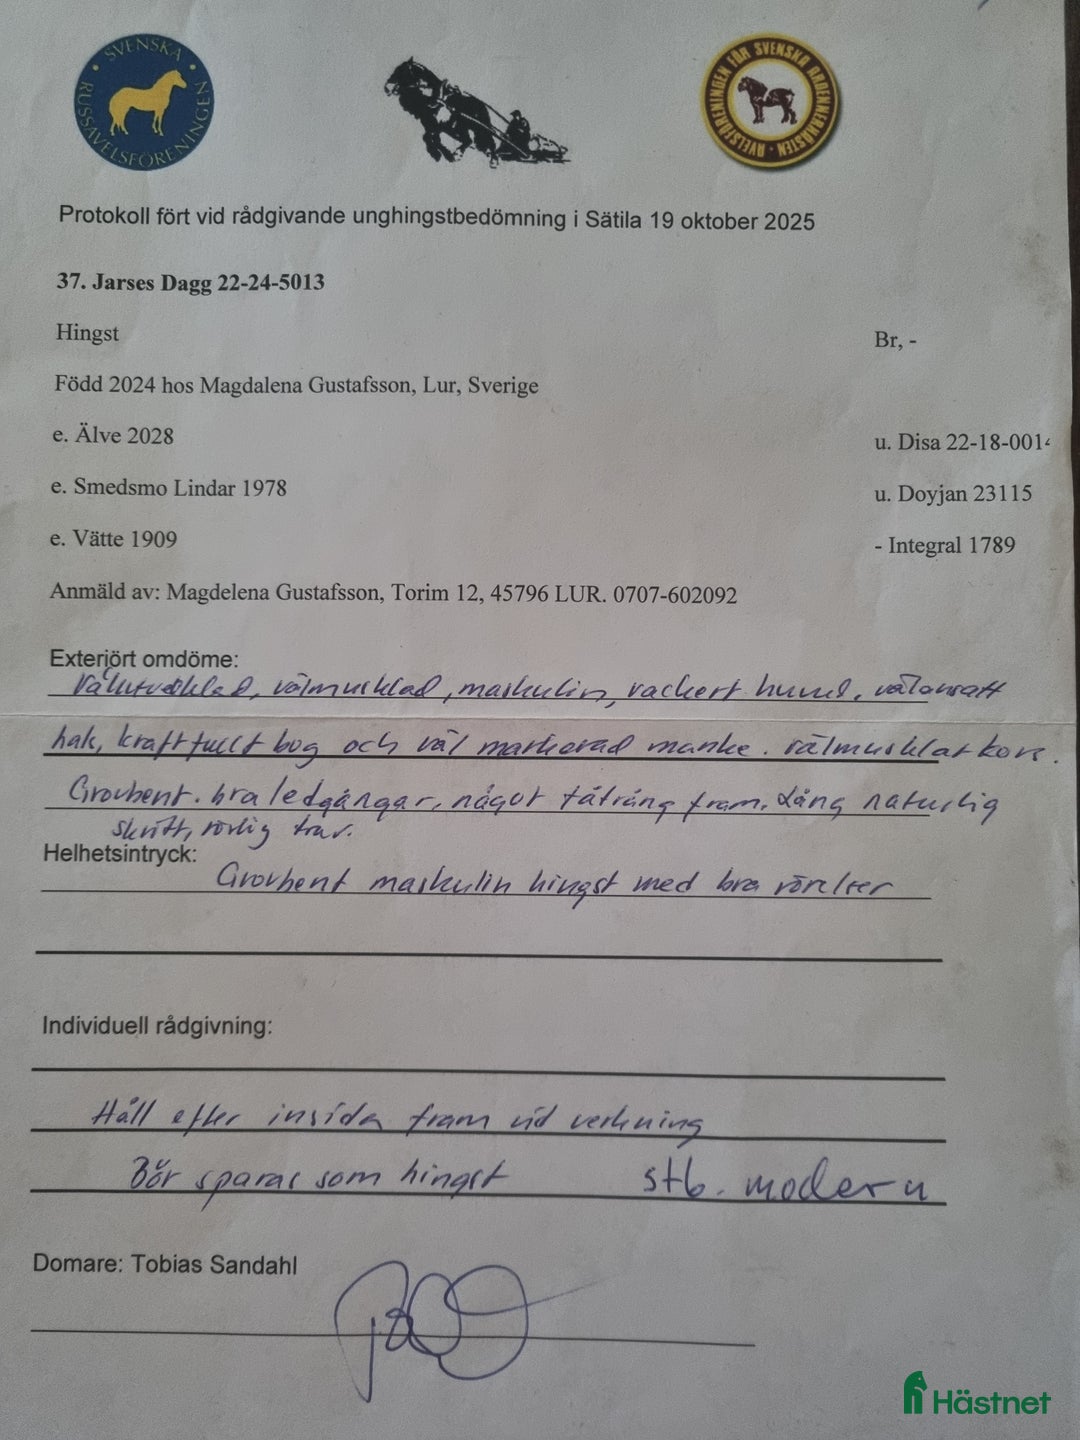 SVENSKA RUSSAVELSFÖRENINGEN
AVELSFÖRENINGEN FÖR SVENSKA ARDENNERHÄSTEN
Protokoll fört vid rådgivande unghingstbedömning i Sätila 19 oktober 2025
37. Jarses Dagg 22-24-5013
Hingst
Br, -
Född 2024 hos Magdalena Gustafsson, Lur, Sverige
e. Älve 2028
u. Disa 22-18-0014
e. Smedsmo Lindar 1978
u. Doyjan 23115
e. Vätte 1909
- Integral 1789
Anmäld av: Magdelena Gustafsson, Torim 12, 45796 LUR. 0707-602092
Exteriört omdöme:
Välutvecklad, välmusklad, maskulin, vackert huvud, välansatt
hals, kraftfullt bog och väl markerad manke. välmusklat kors.
Grovbent. bra ledgångar, något tåtrång fram. Lång naturlig
skritt, rörlig trav.
Helhetsintryck:
Grovbent maskulin hingst med bra rörelser
Individuell rådgivning:
Håll efter insida fram vid verkning
Bör sparas som hingst stb. modern
Domare: Tobias Sandahl
Hästnet